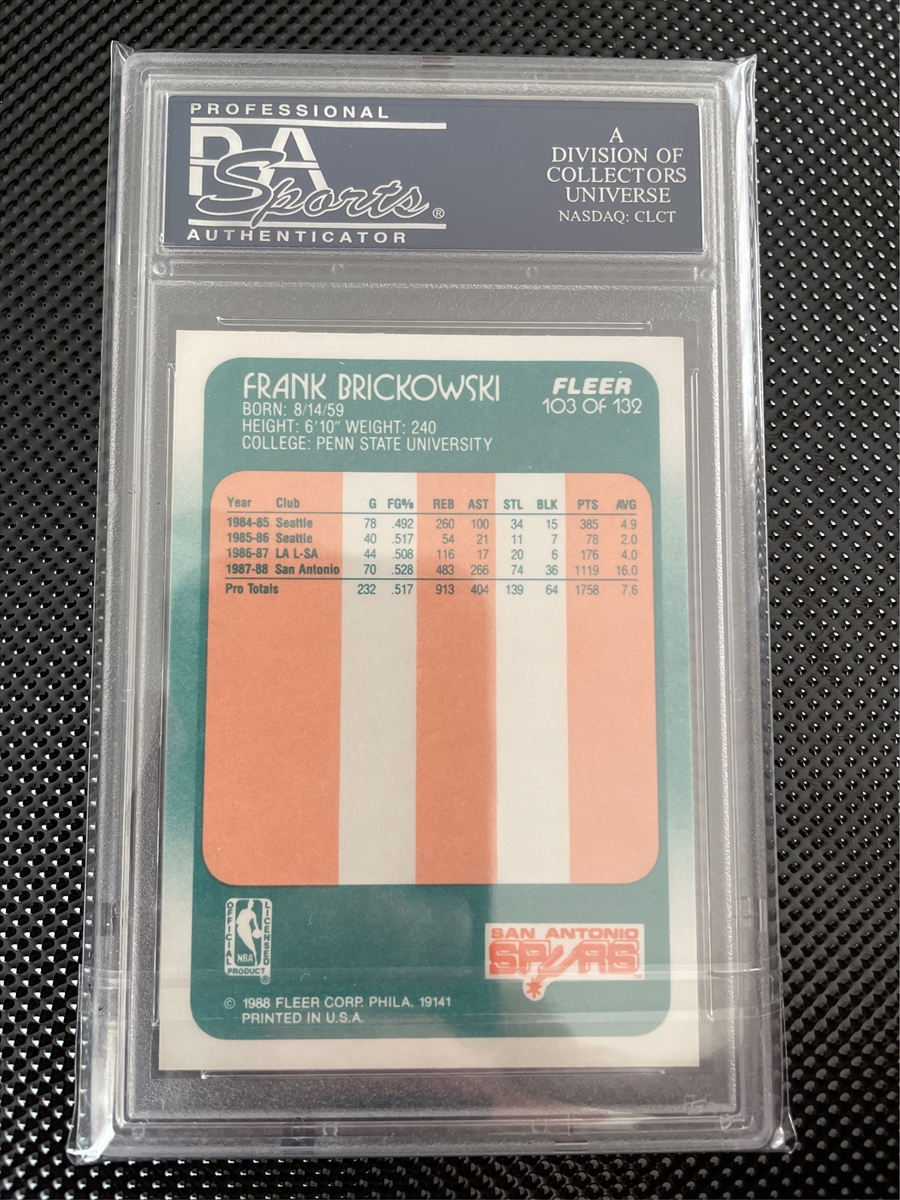 PROFESSIONAL
PSA
Sports®
AUTHENTICATOR
A
DIVISION OF
COLLECTORS
UNIVERSE
NASDAQ: CLCT
FRANK BRICKOWSKI
BORN: 8/14/59
HEIGHT: 6'10" WEIGHT: 240
COLLEGE: PENN STATE UNIVERSITY
FLEER
103 OF 132
Year Club G FG% REB AST STL BLK PTS AVG
1984-85 Seattle 78 .492 260 100 34 15 385 4.9
1985-86 Seattle 40 .517 54 21 11 7 78 2.0
1986-87 LA L-SA 44 .508 116 17 20 6 176 4.0
1987-88 San Antonio 70 .528 483 266 74 36 1119 16.0
Pro Totals 232 .517 913 404 139 64 1758 7.6
OFFICIAL
LICENSED
NBA
PRODUCT ®
SAN ANTONIO
SPURS
TM
© 1988 FLEER CORP. PHILA. 19141
PRINTED IN U.S.A.